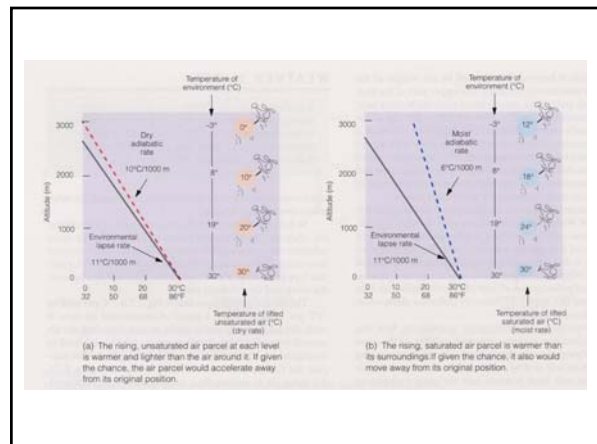 Temperature of
environment (°C)
3000
2000
1000
0
Altitude (m)
Dry
adiabatic
rate
10°C/1000 m
Environmental
lapse rate
11°C/1000 m
-3°
8°
19°
30°
0°
10°
20°
30°
A
0 10 20 30°C
32 50 68 86°F
Temperature of lifted
unsaturated air (°C)
(dry rate)
(a) The rising, unsaturated air parcel at each level
is warmer and lighter than the air around it. If given
the chance, the air parcel would accelerate away
from its original position.
Temperature of
environment (°C)
3000
2000
1000
0
Altitude (m)
Moist
adiabatic
rate
6°C/1000 m
Environmental
lapse rate
11°C/1000 m
-3°
8°
19°
30°
12°
18°
24°
30°
A
0 10 20 30°C
32 50 68 86°F
Temperature of lifted
saturated air (°C)
(moist rate)
(b) The rising, saturated air parcel is warmer than
its surroundings.If given the chance, it also would
move away from its original position.